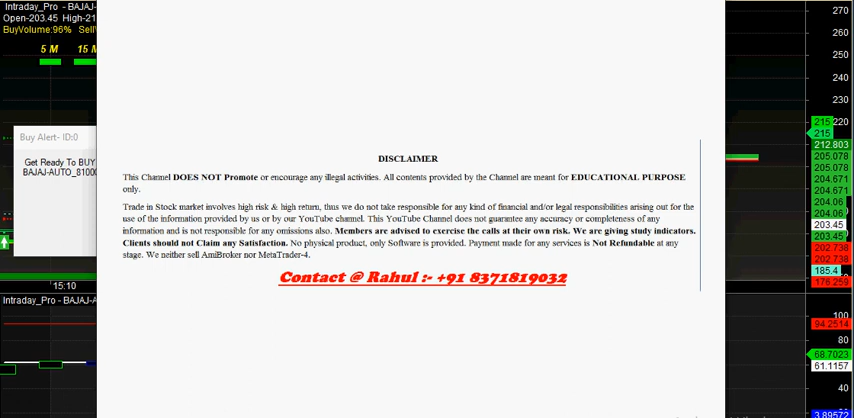 Intraday_Pro - BAJAJ-
Open-203.45 High-21
BuyVolume:96% Sell
5 M 15 M
Buy Alert- ID:0
Get Ready To BUY
BAJAJ-AUTO_81000
15:10
Intraday_Pro - BAJAJ-A
DISCLAIMER
This Channel DOES NOT Promote or encourage any illegal activities. All contents provided by the Channel are meant for EDUCATIONAL PURPOSE
only.
Trade in Stock market involves high risk & high return, thus we do not take responsible for any kind of financial and/or legal responsibilities arising out for the
use of the information provided by us or by our YouTube channel. This YouTube Channel does not guarantee any accuracy or completeness of any
information and is not responsible for any omissions also. Members are advised to exercise the calls at their own risk. We are giving study indicators.
Clients should not Claim any Satisfaction. No physical product, only Software is provided. Payment made for any services is Not Refundable at any
stage. We neither sell AmiBroker nor MetaTrader-4.
Contact @ Rahul :- +91 8371819032
270
260
250
240
230
215 220
215
212.803
205.078
205.078
204.671
204.671
204.06
204.06
203.45
203.45
202.738
202.738
185.4
176.259
100
94.2514
80
68.7023
61.1157
40
3.89572